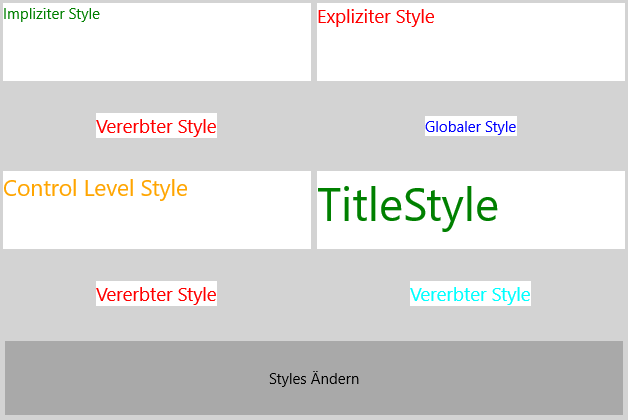 Impliziter Style
Expliziter Style
Vererbter Style
Globaler Style
Control Level Style
TitleStyle
Vererbter Style
Vererbter Style
Styles Ändern